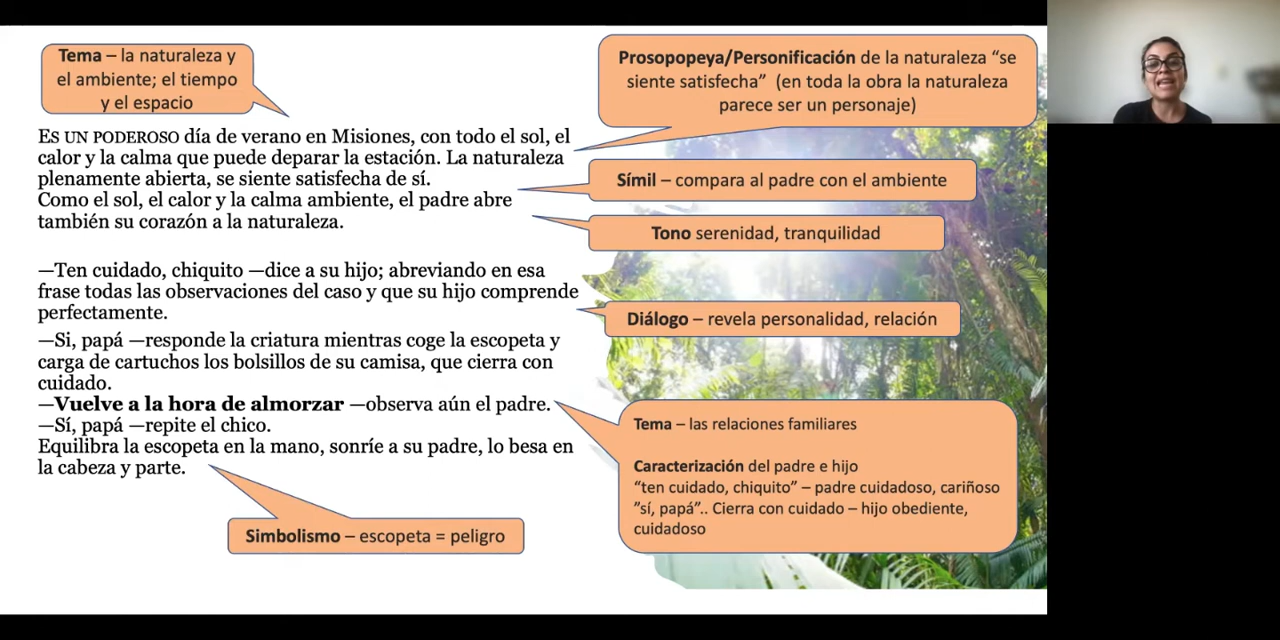 Tema – la naturaleza y
el ambiente; el tiempo
y el espacio
Prosopopeya/Personificación de la naturaleza “se
siente satisfecha” (en toda la obra la naturaleza
parece ser un personaje)
ES UN PODEROSO día de verano en Misiones, con todo el sol, el
calor y la calma que puede deparar la estación. La naturaleza
plenamente abierta, se siente satisfecha de sí.
Como el sol, el calor y la calma ambiente, el padre abre
también su corazón a la naturaleza.
Símil – compara al padre con el ambiente
Tono serenidad, tranquilidad
—Ten cuidado, chiquito —dice a su hijo; abreviando en esa
frase todas las observaciones del caso y que su hijo comprende
perfectamente.
Diálogo – revela personalidad, relación
—Si, papá —responde la criatura mientras coge la escopeta y
carga de cartuchos los bolsillos de su camisa, que cierra con
cuidado.
—Vuelve a la hora de almorzar —observa aún el padre.
—Sí, papá —repite el chico.
Equilibra la escopeta en la mano, sonríe a su padre, lo besa en
la cabeza y parte.
Tema – las relaciones familiares
Caracterización del padre e hijo
“ten cuidado, chiquito” – padre cuidadoso, cariñoso
”sí, papá”.. Cierra con cuidado – hijo obediente,
cuidadoso
Simbolismo – escopeta = peligro